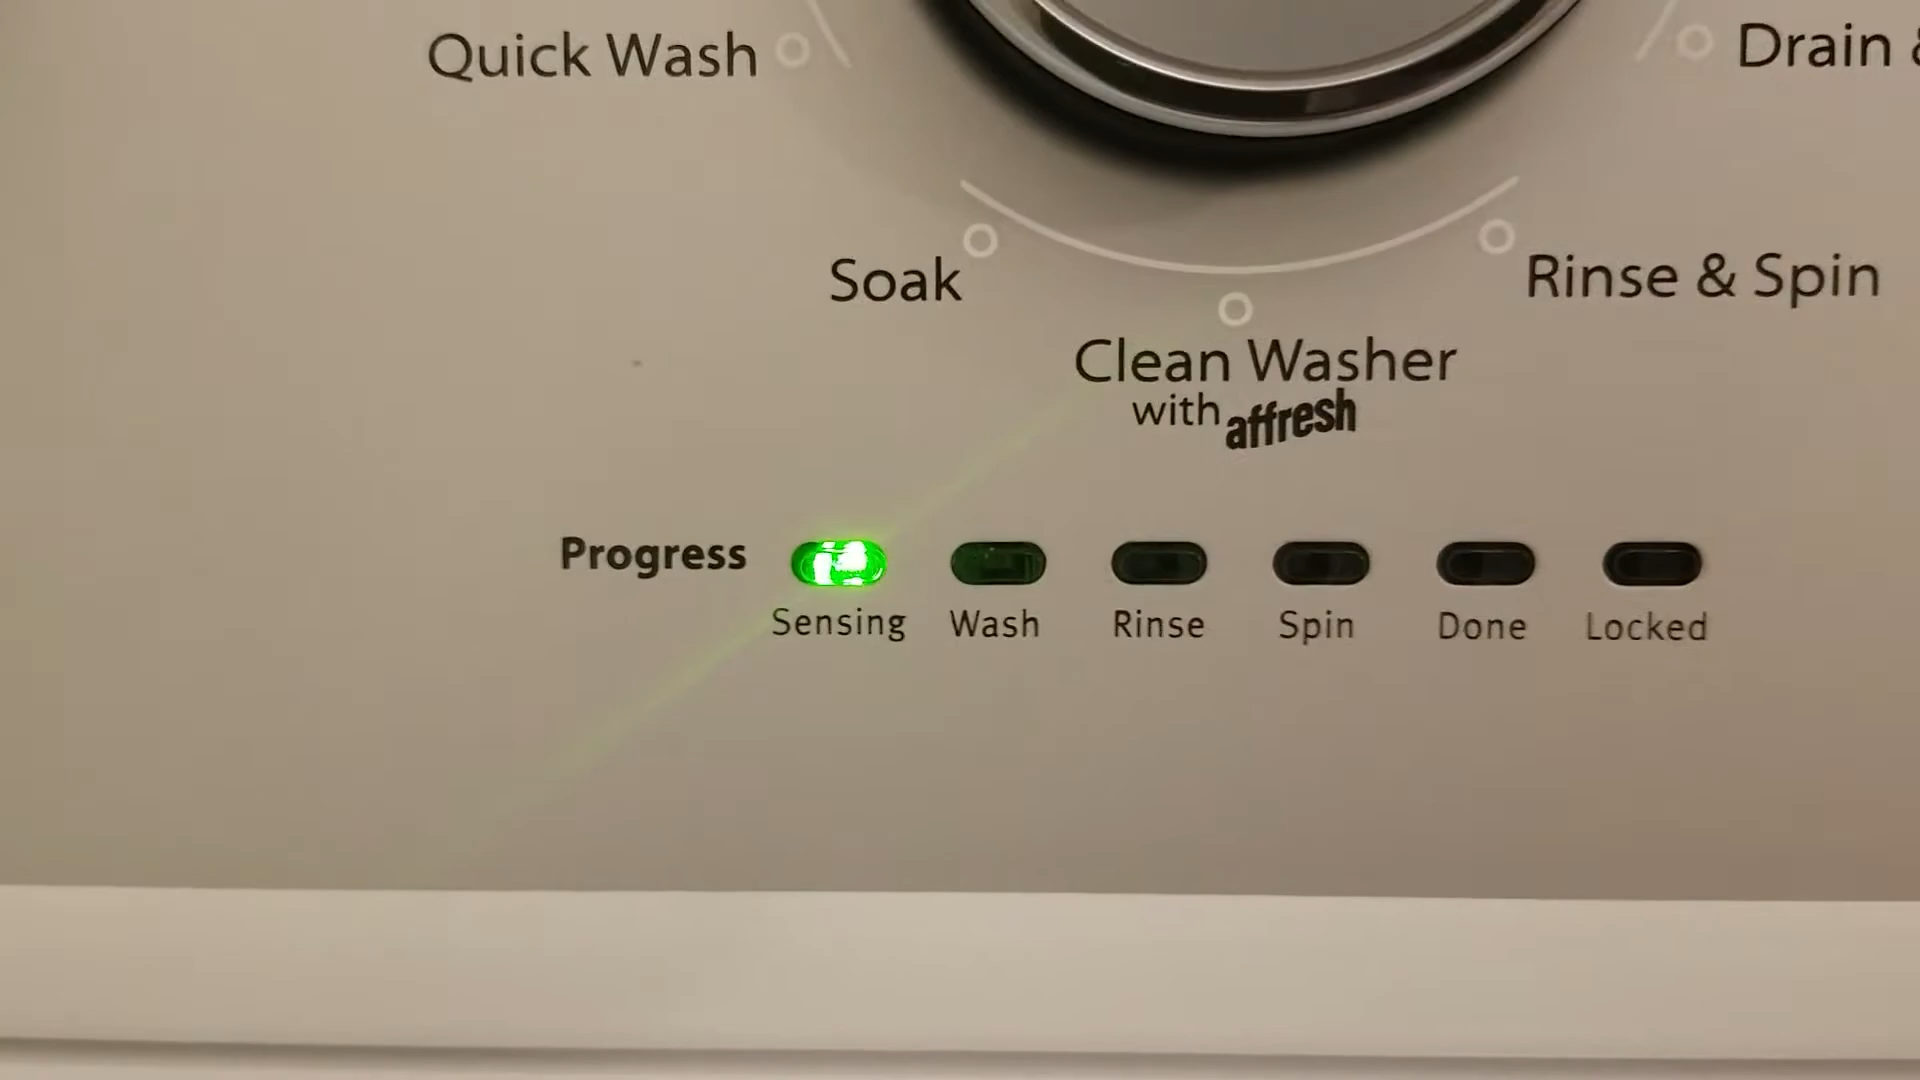 Quick Wash
Drain &
Soak
Rinse & Spin
Clean Washer
with affresh
Progress
Sensing Wash Rinse Spin Done Locked